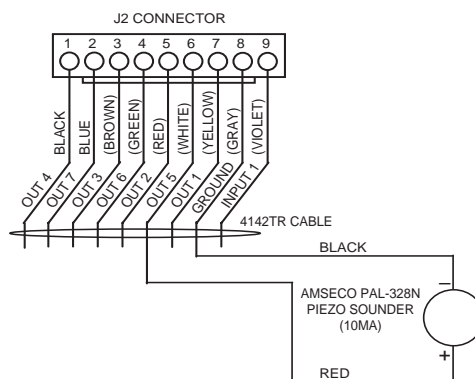 J2 CONNECTOR
1 2 3 4 5 6 7 8 9
BLACK
BLUE
(BROWN)
(GREEN)
(RED)
(WHITE)
(YELLOW)
(GRAY)
(VIOLET)
OUT 4
OUT 7
OUT 3
OUT 6
OUT 2
OUT 5
OUT 1
GROUND
INPUT 1
4142TR CABLE
BLACK
–
AMSECO PAL-328N
PIEZO SOUNDER
(10MA)
+
RED